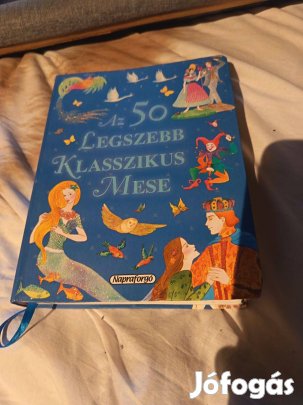 Az 50
Legszebb
Klasszikus
Mese
Napraforgó
Jófogás